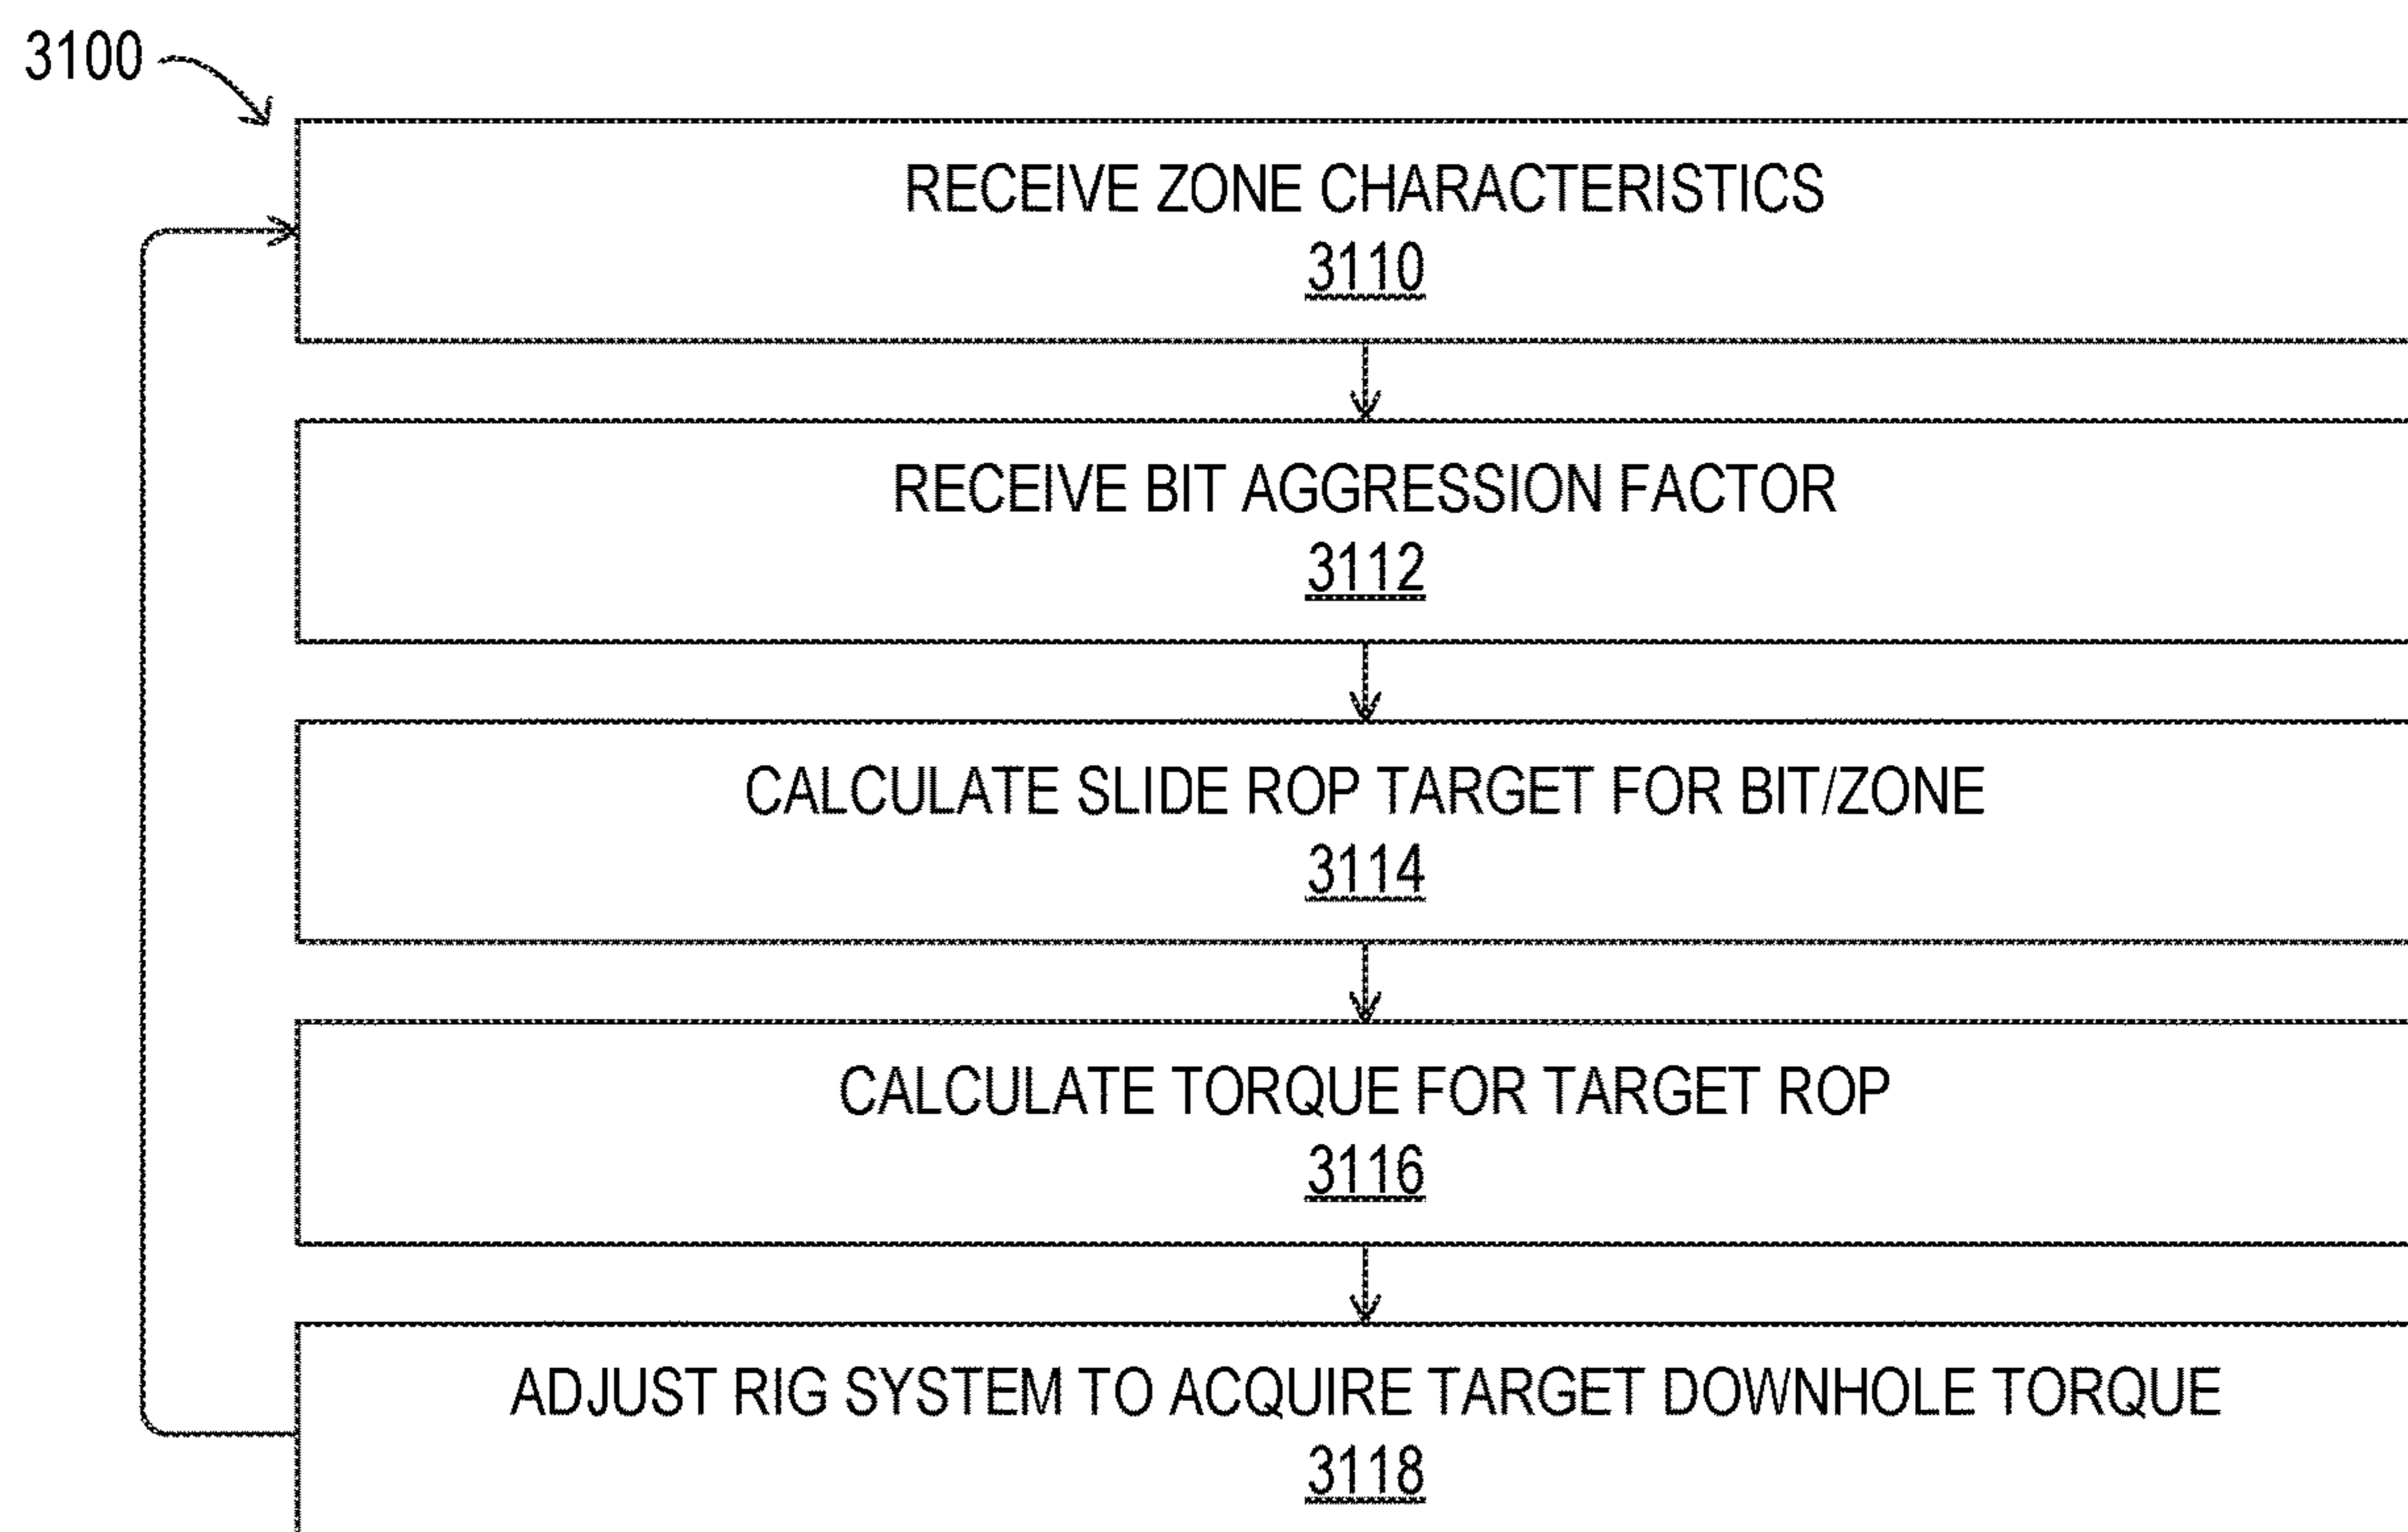 3100
RECEIVE ZONE CHARACTERISTICS
3110
RECEIVE BIT AGGRESSION FACTOR
3112
CALCULATE SLIDE ROP TARGET FOR BIT/ZONE
3114
CALCULATE TORQUE FOR TARGET ROP
3116
ADJUST RIG SYSTEM TO ACQUIRE TARGET DOWNHOLE TORQUE
3118